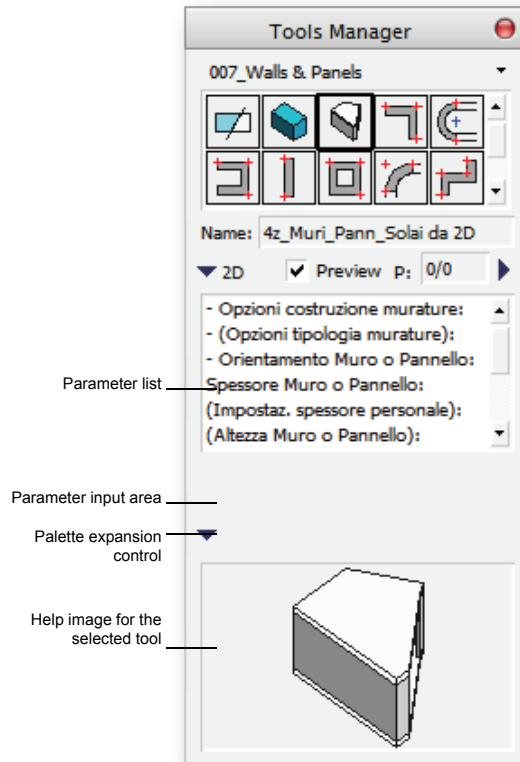 Tools Manager
007_Walls & Panels
Name: 4z_Muri_Pann_Solai da 2D
2D Preview P: 0/0
- Opzioni costruzione murature:
- (Opzioni tipologia murature):
- Orientamento Muro o Pannello:
Parameter list
Spessore Muro o Pannello:
(Impostaz. spessore personale):
(Altezza Muro o Pannello):
Parameter input area
Palette expansion
control
Help image for the
selected tool